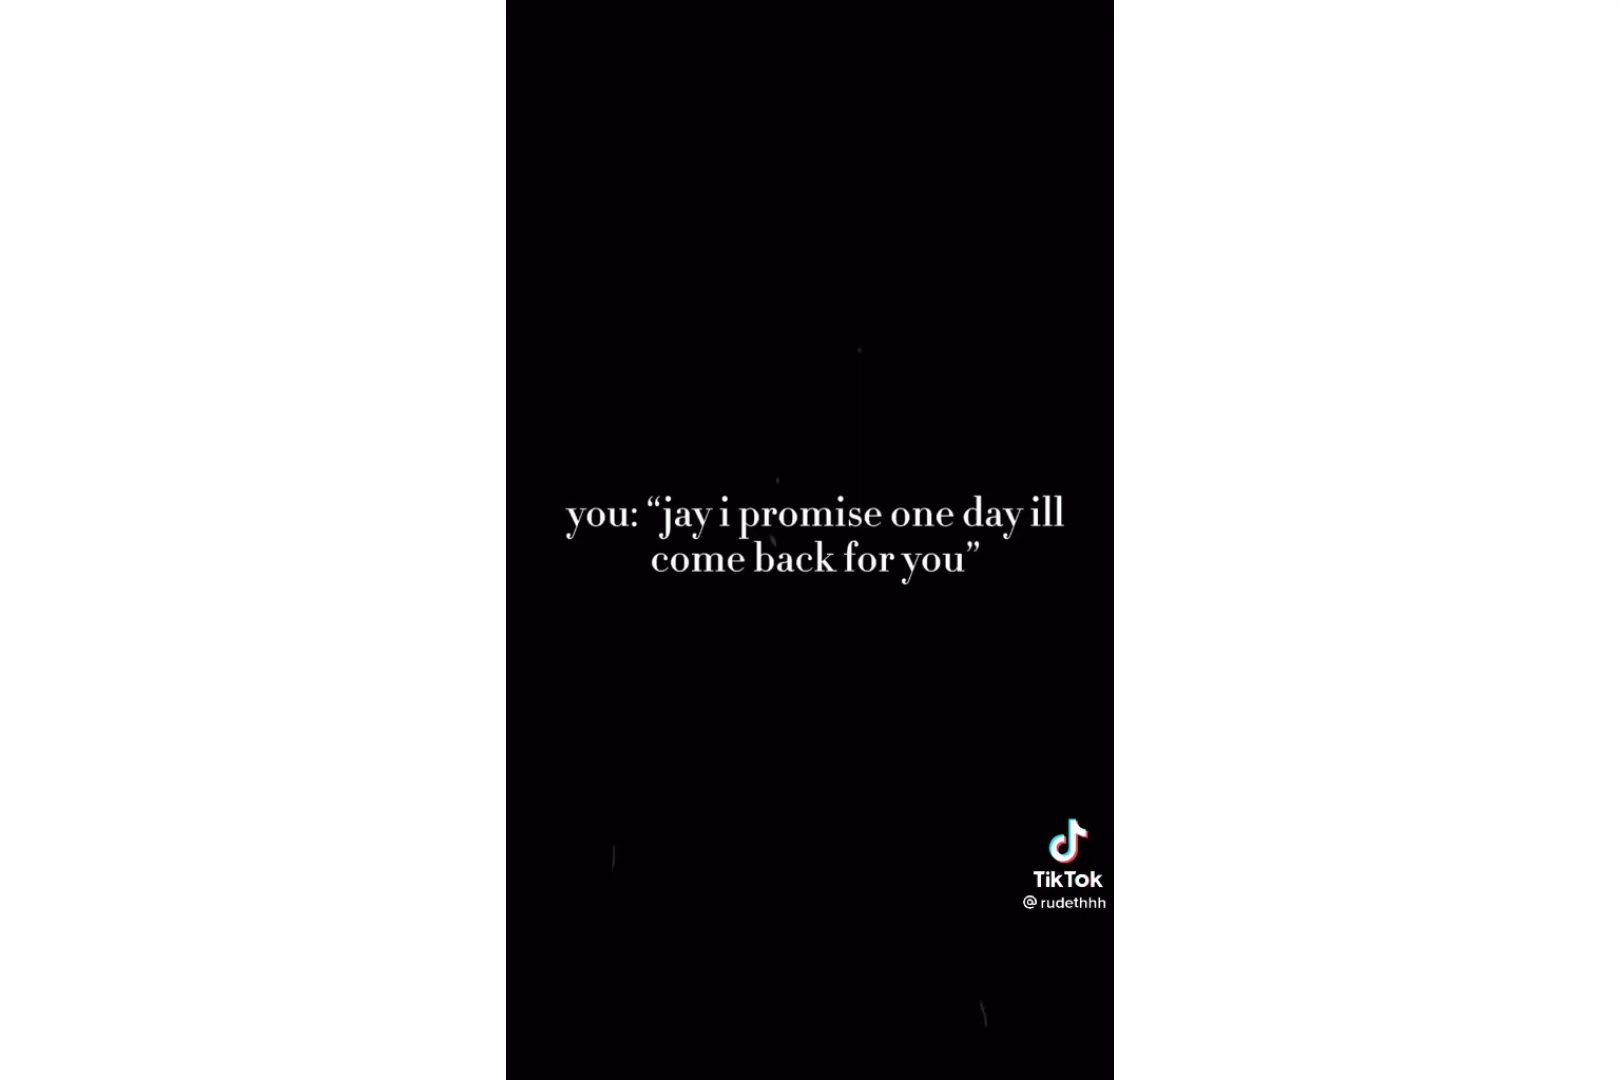 you: “jay i promise one day ill
come back for you”
TikTok
@rudethhh